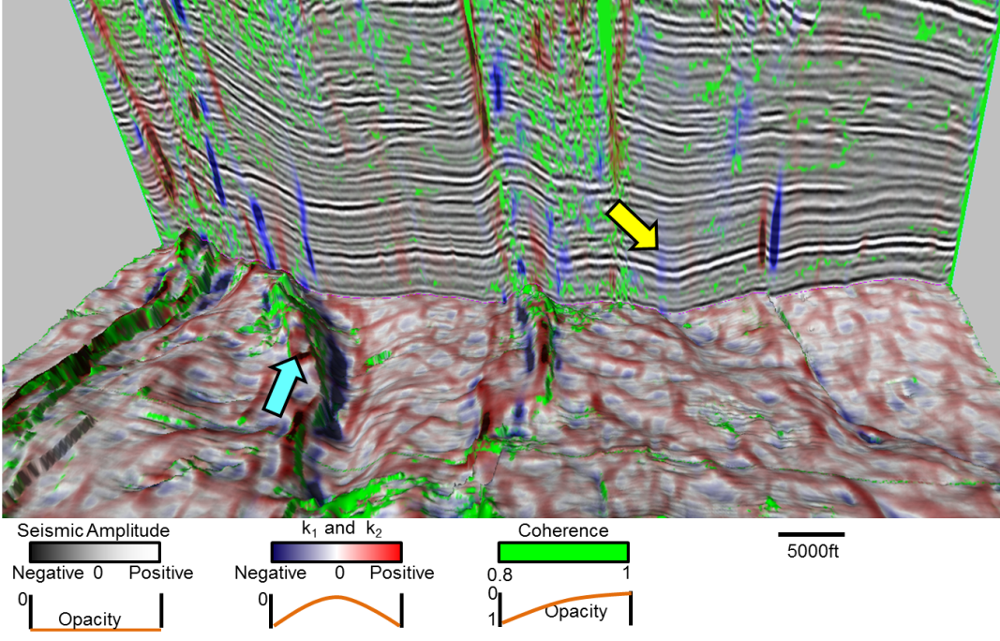 Seismic Amplitude
Negative 0 Positive
0
Opacity
k₁ and k₂
Negative 0 Positive
0
Coherence
0.8 1
0
1
Opacity
5000ft